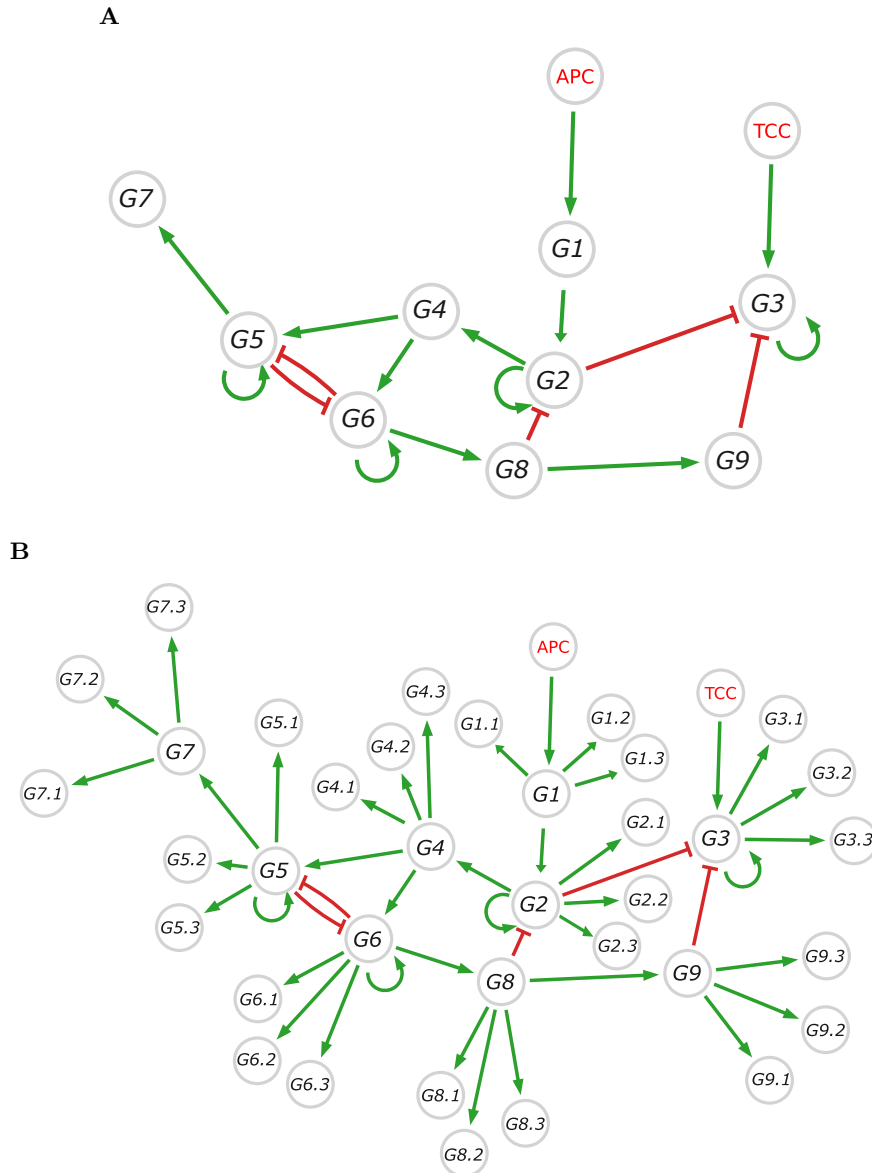 A
APC
TCC
G7
G1
G3
G4
G5
G2
G6
G8
G9
B
G7.3
APC
G7.2
G4.3
TCC
G5.1
G1.1
G1.2
G3.1
G4.2
G7
G1.3
G3.2
G4.1
G7.1
G1
G2.1
G3
G3.3
G4
G5.2
G5
G2.2
G2
G5.3
G6
G2.3
G9.3
G8
G9
G6.1
G9.2
G6.2
G9.1
G6.3
G8.1
G8.3
G8.2